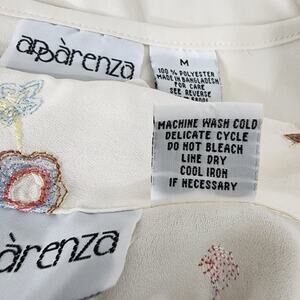 apparenza
M
100% POLYESTER
MADE IN BANGLADESH
FOR CARE
SEE REVERSE
MACHINE WASH COLD
DELICATE CYCLE
DO NOT BLEACH
LINE DRY
COOL IRON
IF NECESSARY
àrenza